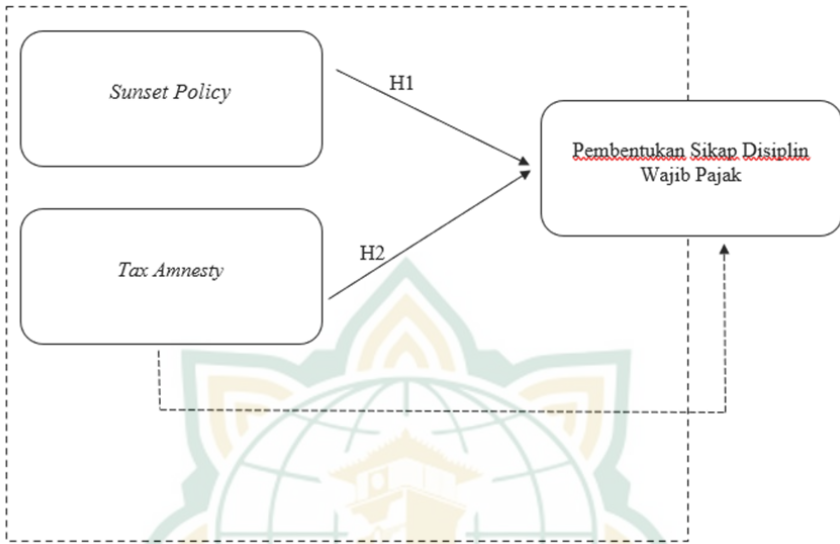 Sunset Policy
H1
Pembentukan Sikap Disiplin
Wajib Pajak
Tax Amnesty
H2